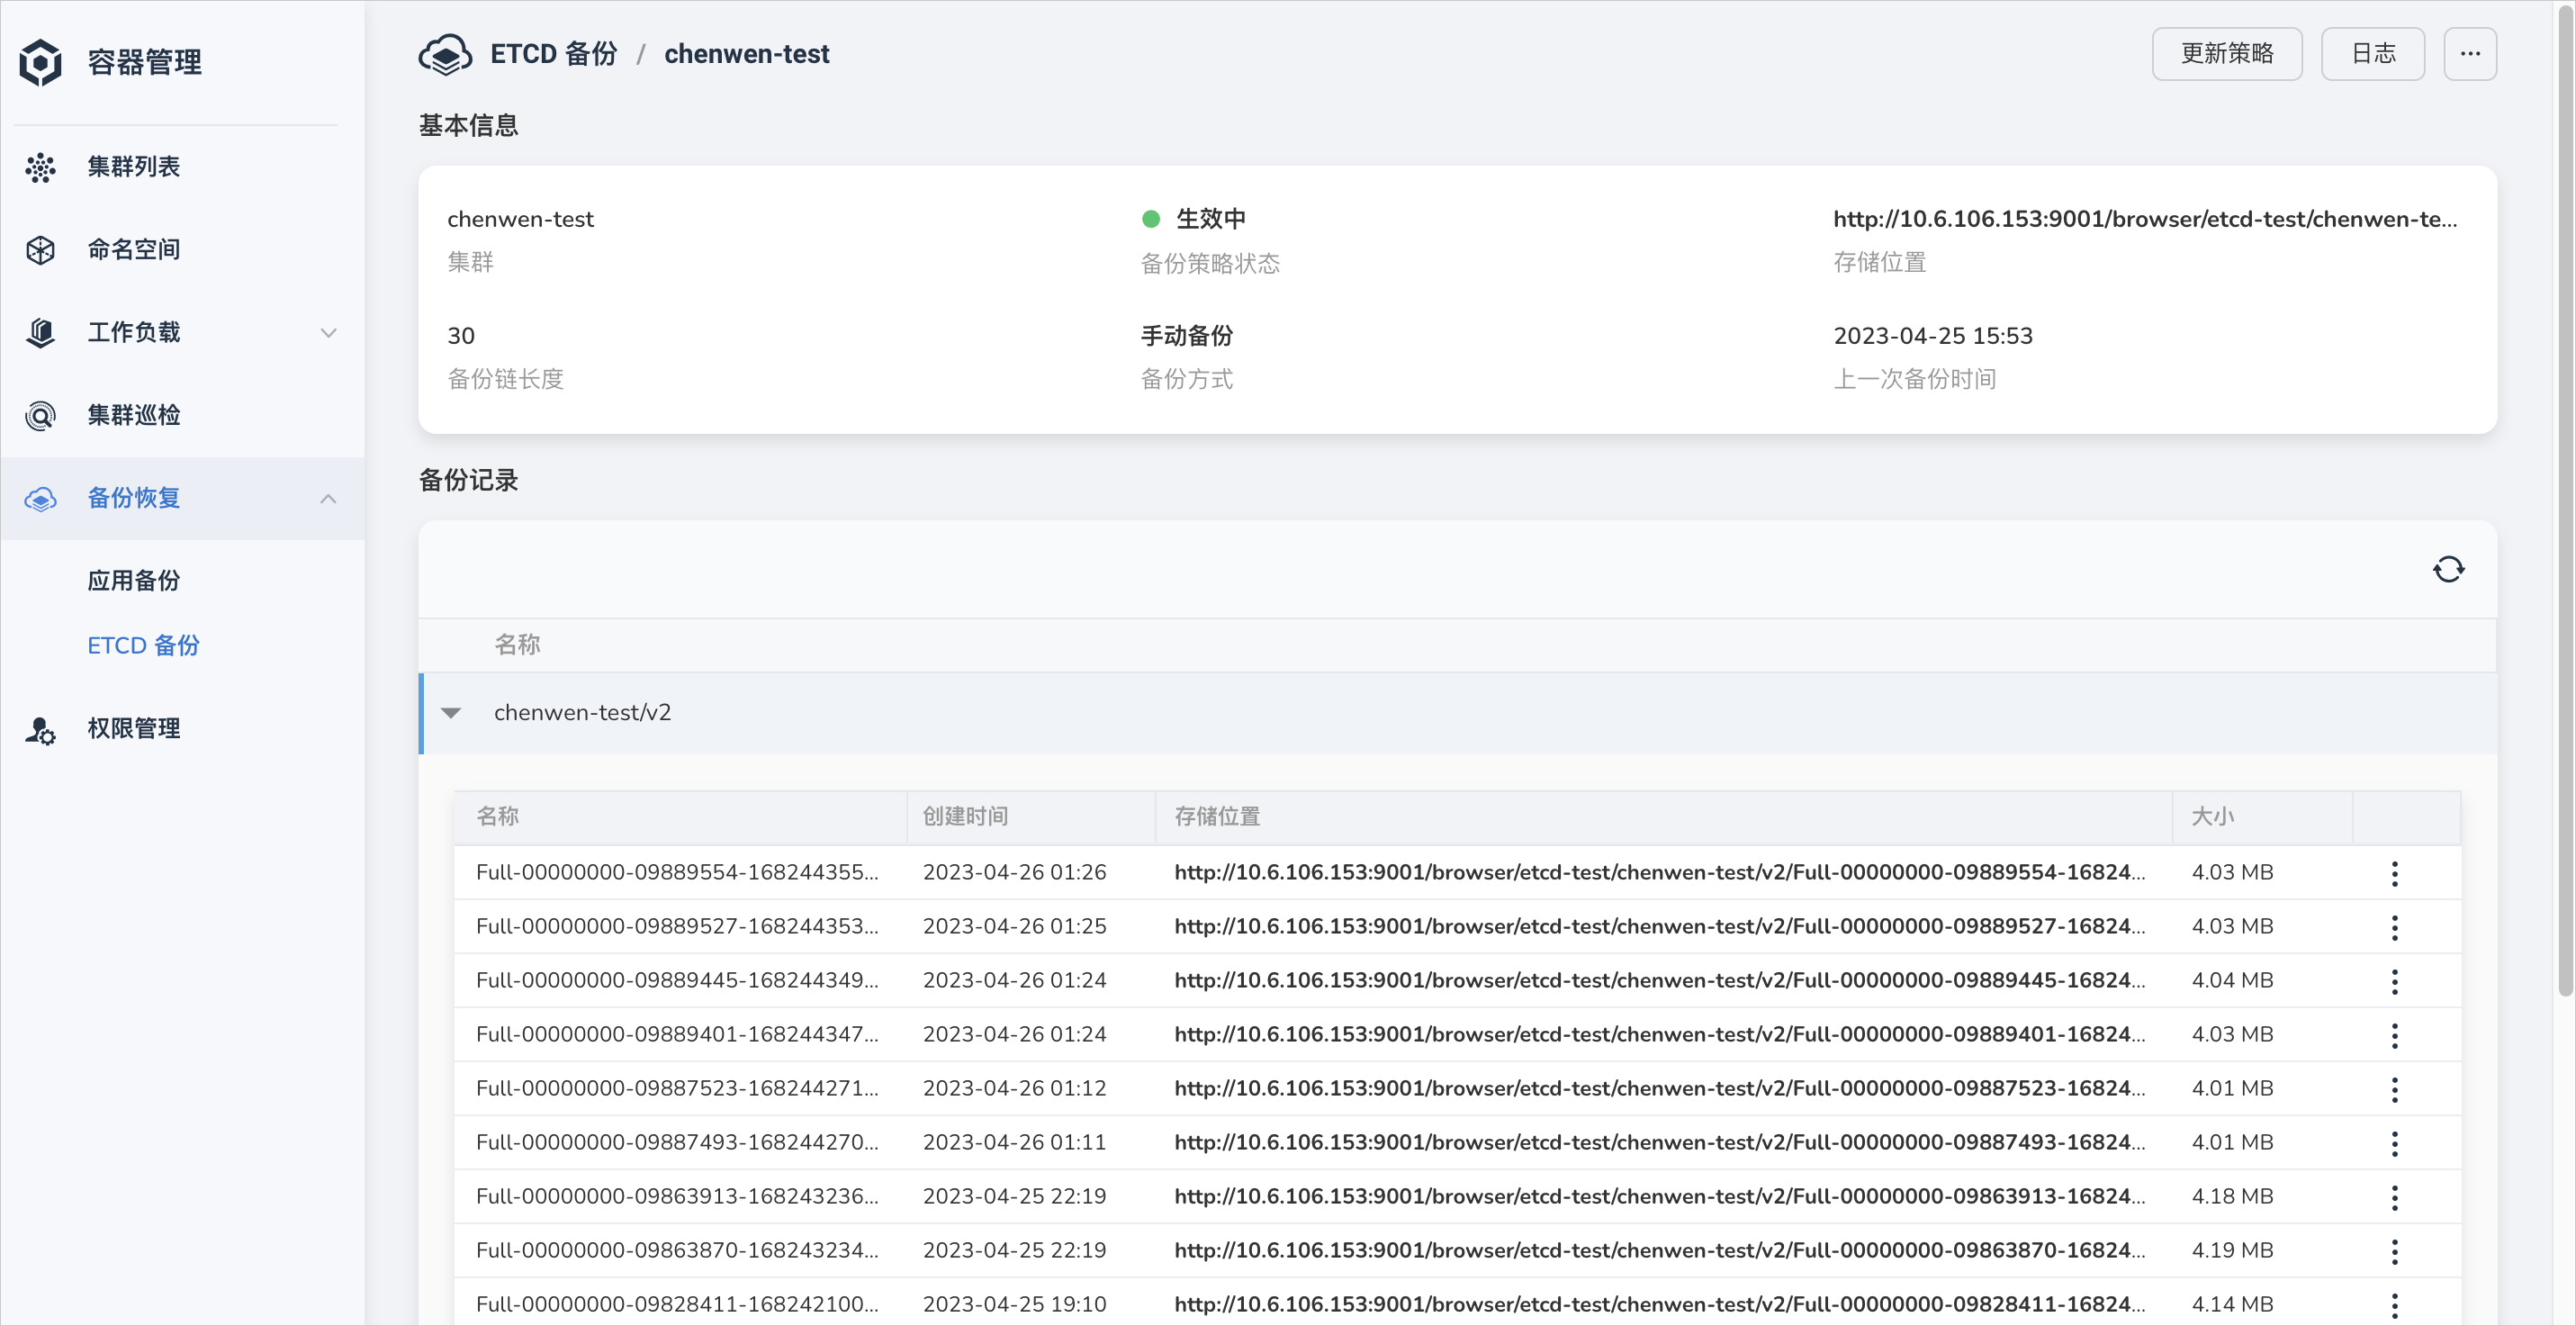 容器管理
集群列表
命名空间
工作负载
集群巡检
备份恢复
应用备份
ETCD 备份
权限管理
ETCD 备份 / chenwen-test
更新策略 日志 ...
基本信息
chenwen-test 生效中 http://10.6.106.153:9001/browser/etcd-test/chenwen-te...
集群 备份策略状态 存储位置
30 手动备份 2023-04-25 15:53
备份链长度 备份方式 上一次备份时间
备份记录
名称
chenwen-test/v2
名称 创建时间 存储位置 大小
Full-00000000-09889554-168244355... 2023-04-26 01:26 http://10.6.106.153:9001/browser/etcd-test/chenwen-test/v2/Full-00000000-09889554-16824... 4.03 MB
Full-00000000-09889527-168244353... 2023-04-26 01:25 http://10.6.106.153:9001/browser/etcd-test/chenwen-test/v2/Full-00000000-09889527-16824... 4.03 MB
Full-00000000-09889445-168244349... 2023-04-26 01:24 http://10.6.106.153:9001/browser/etcd-test/chenwen-test/v2/Full-00000000-09889445-16824... 4.04 MB
Full-00000000-09889401-168244347... 2023-04-26 01:24 http://10.6.106.153:9001/browser/etcd-test/chenwen-test/v2/Full-00000000-09889401-16824... 4.03 MB
Full-00000000-09887523-168244271... 2023-04-26 01:12 http://10.6.106.153:9001/browser/etcd-test/chenwen-test/v2/Full-00000000-09887523-16824... 4.01 MB
Full-00000000-09887493-168244270... 2023-04-26 01:11 http://10.6.106.153:9001/browser/etcd-test/chenwen-test/v2/Full-00000000-09887493-16824... 4.01 MB
Full-00000000-09863913-168243236... 2023-04-25 22:19 http://10.6.106.153:9001/browser/etcd-test/chenwen-test/v2/Full-00000000-09863913-16824... 4.18 MB
Full-00000000-09863870-168243234... 2023-04-25 22:19 http://10.6.106.153:9001/browser/etcd-test/chenwen-test/v2/Full-00000000-09863870-16824... 4.19 MB
Full-00000000-09828411-168242100... 2023-04-25 19:10 http://10.6.106.153:9001/browser/etcd-test/chenwen-test/v2/Full-00000000-09828411-16824... 4.14 MB